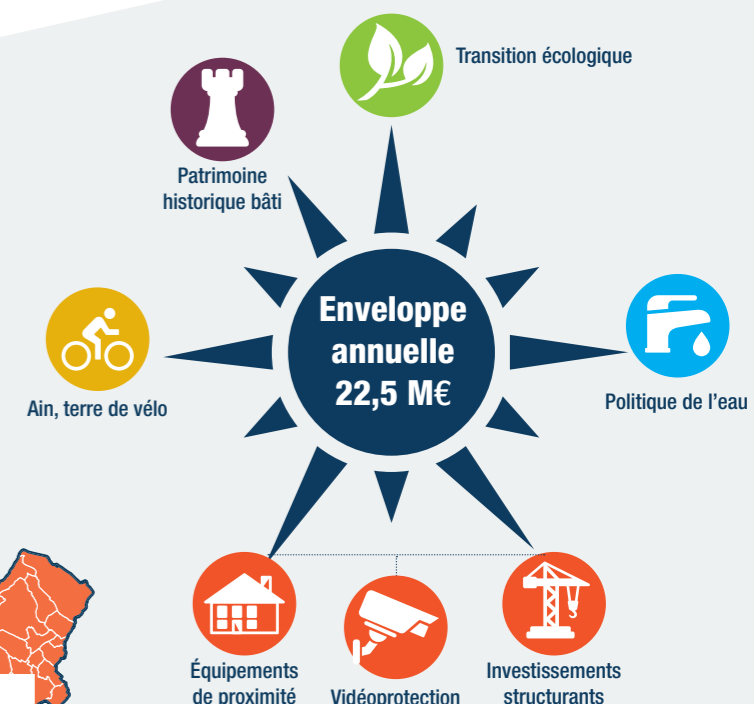 Transition écologique
Patrimoine
historique bâti
Enveloppe
annuelle
22,5 M€
Ain, terre de vélo
Politique de l’eau
Équipements
de proximité
Vidéoprotection
Investissements
structurants